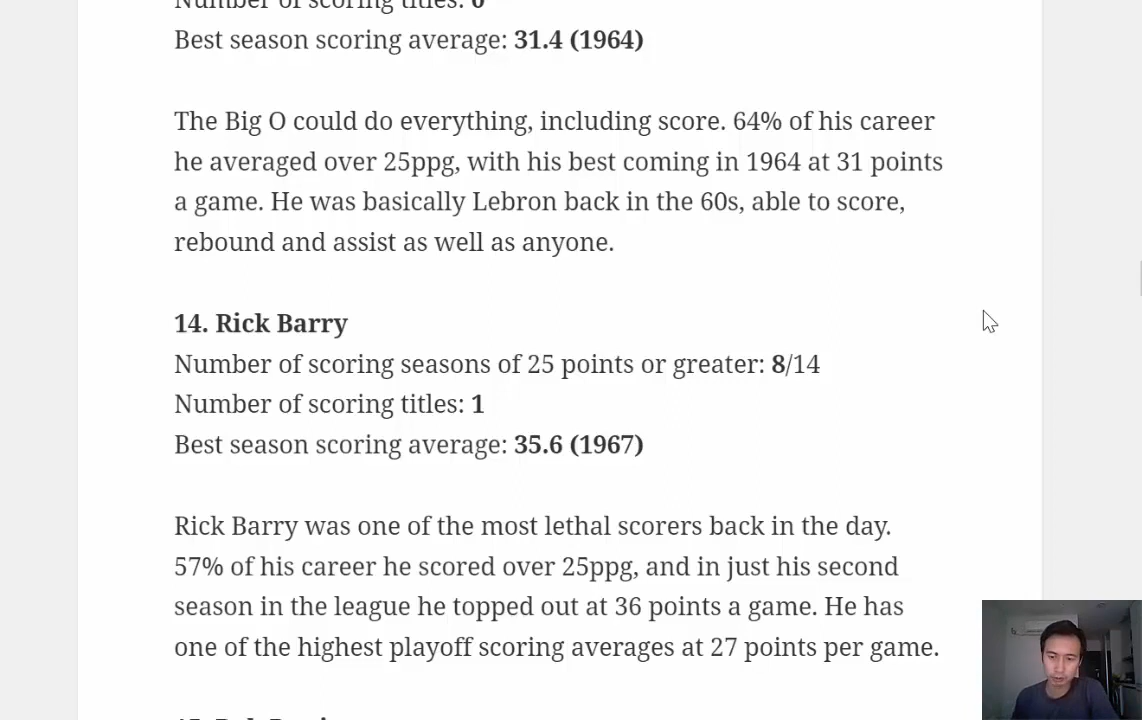 Number of scoring titles: 0
Best season scoring average: 31.4 (1964)
The Big O could do everything, including score. 64% of his career
he averaged over 25ppg, with his best coming in 1964 at 31 points
a game. He was basically Lebron back in the 60s, able to score,
rebound and assist as well as anyone.
14. Rick Barry
Number of scoring seasons of 25 points or greater: 8/14
Number of scoring titles: 1
Best season scoring average: 35.6 (1967)
Rick Barry was one of the most lethal scorers back in the day.
57% of his career he scored over 25ppg, and in just his second
season in the league he topped out at 36 points a game. He has
one of the highest playoff scoring averages at 27 points per game.